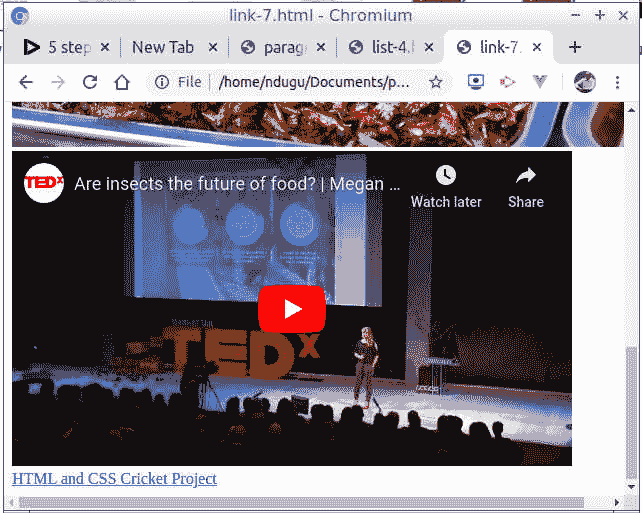 link-7.html - Chromium
5 step
New Tab
parag
list-4.
link-7.
File
/home/ndugu/Documents/p...
TEDx
Are insects the future of food? | Megan ...
Watch later
Share
TEDx
HTML and CSS Cricket Project